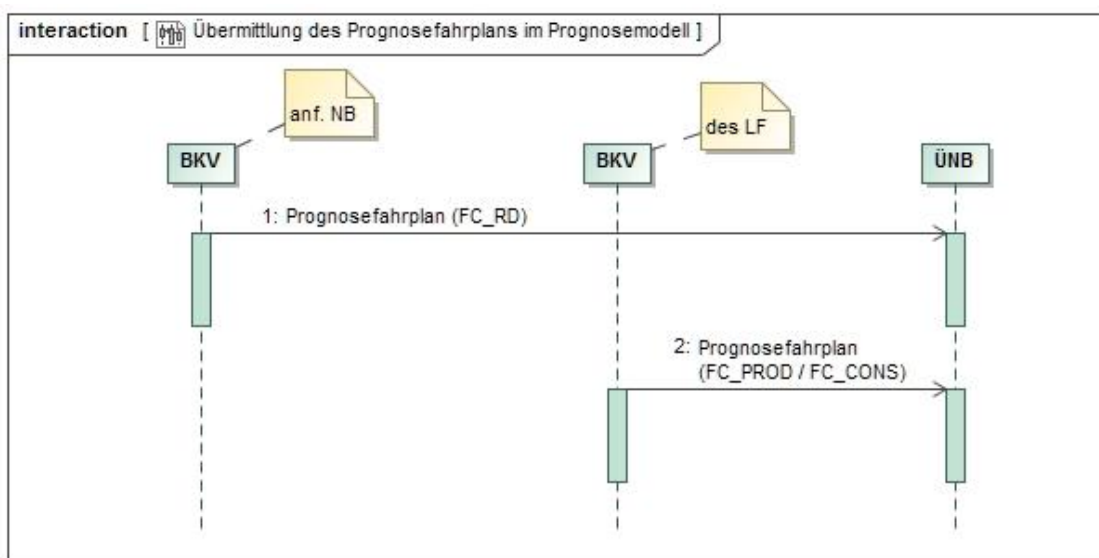 interaction [ Übermittlung des Prognosefahrplans im Prognosemodell ]
anf. NB
des LF
BKV
BKV
ÜNB
1: Prognosefahrplan (FC_RD)
2: Prognosefahrplan
(FC_PROD / FC_CONS)